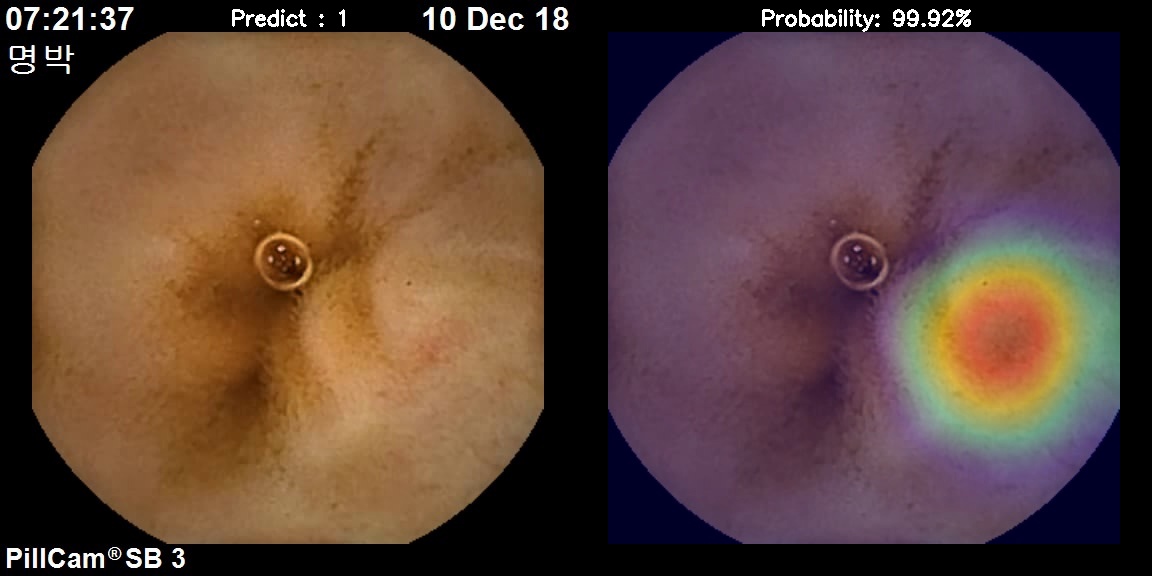 07:21:37
Predict : 1
10 Dec 18
Probability: 99.92%
명박
PillCam® SB 3